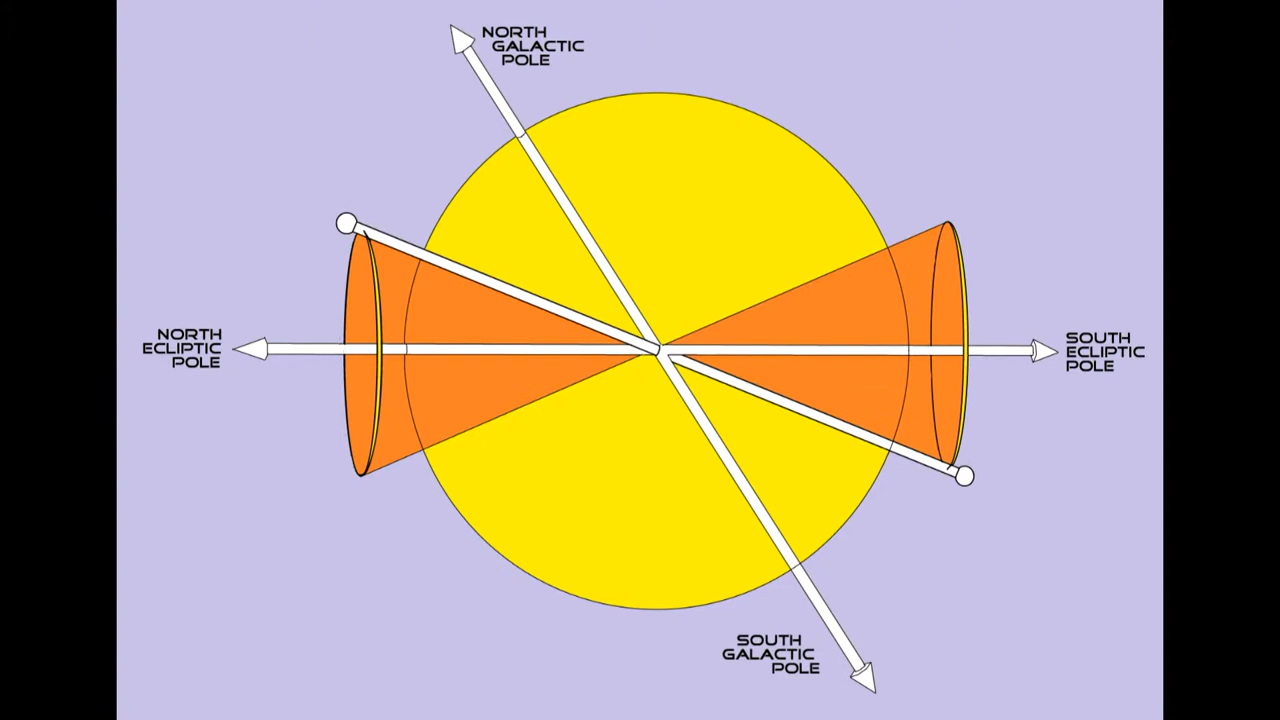 NORTH
GALACTIC
POLE
NORTH
ECLIPTIC
POLE
SOUTH
ECLIPTIC
POLE
SOUTH
GALACTIC
POLE